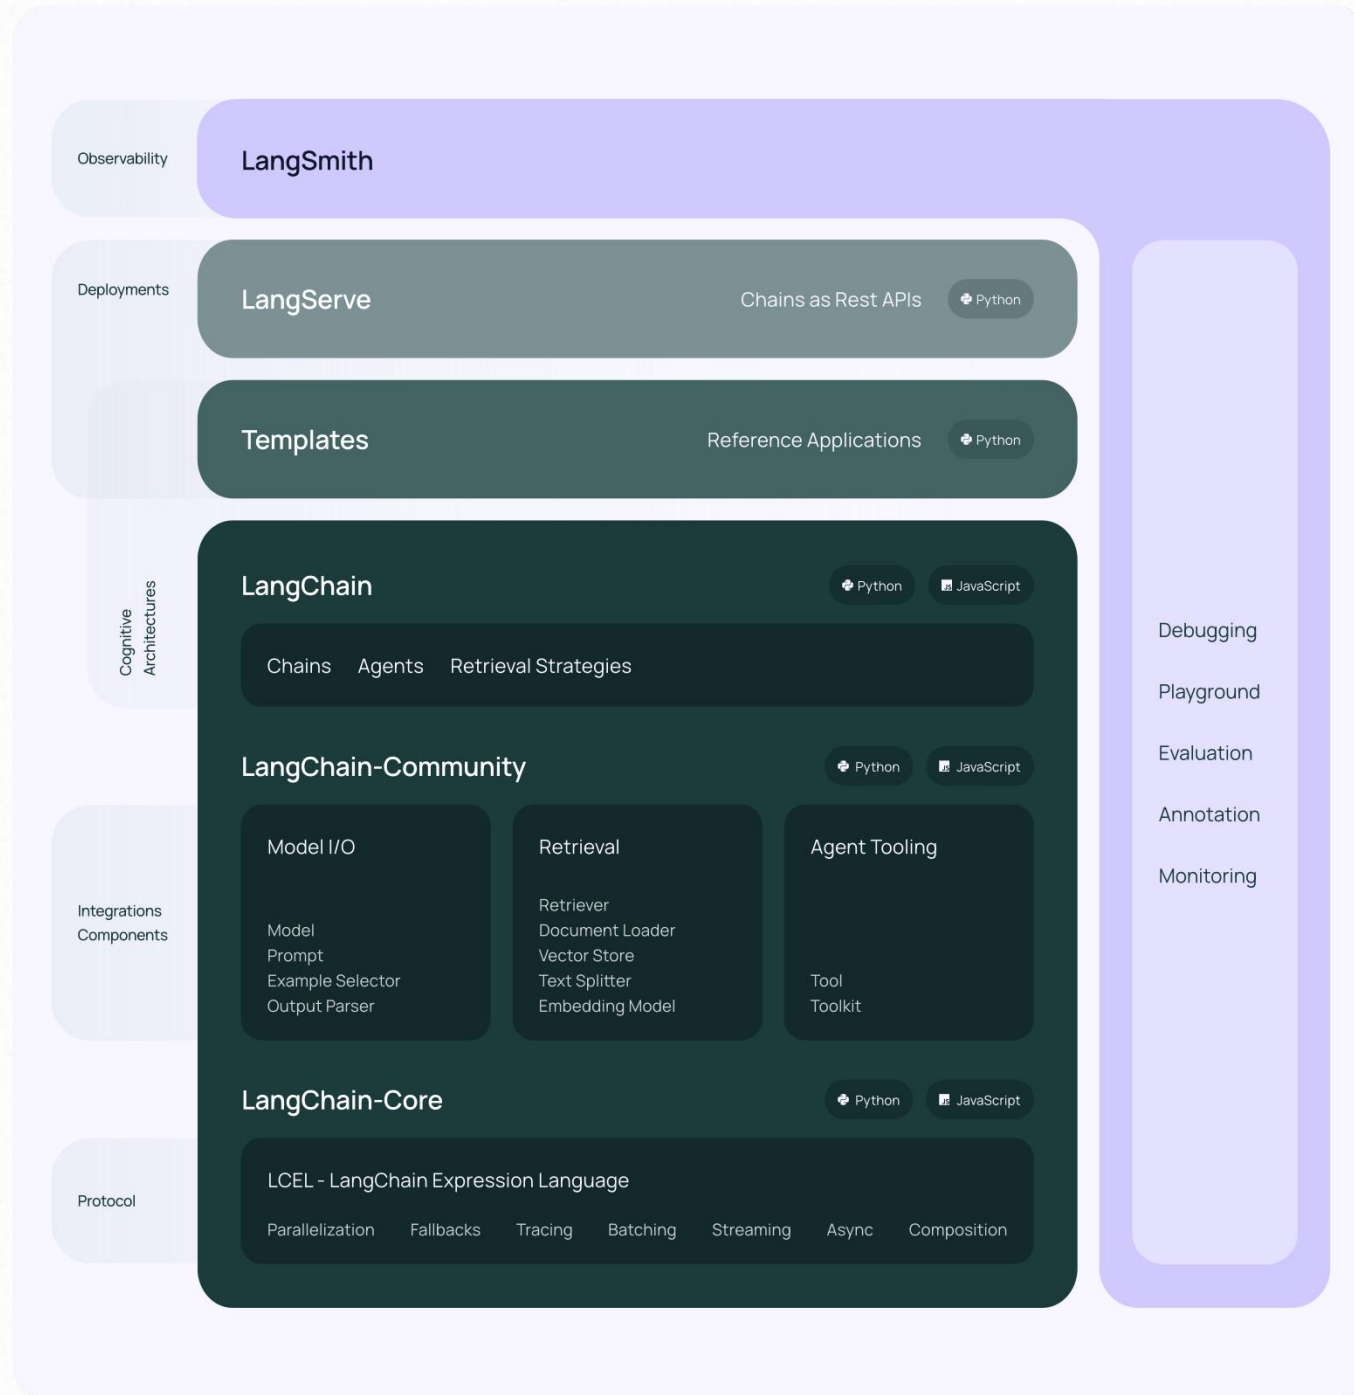 Observability
LangSmith
Deployments
LangServe
Chains as Rest APIs
Python
Templates
Reference Applications
Python
Cognitive
Architectures
LangChain
Python
JavaScript
Chains Agents Retrieval Strategies
LangChain-Community
Python
JavaScript
Integrations
Components
Model I/O
Model
Prompt
Example Selector
Output Parser
Retrieval
Retriever
Document Loader
Vector Store
Text Splitter
Embedding Model
Agent Tooling
Tool
Toolkit
LangChain-Core
Python
JavaScript
Protocol
LCEL - LangChain Expression Language
Parallelization Fallbacks Tracing Batching Streaming Async Composition
Debugging
Playground
Evaluation
Annotation
Monitoring